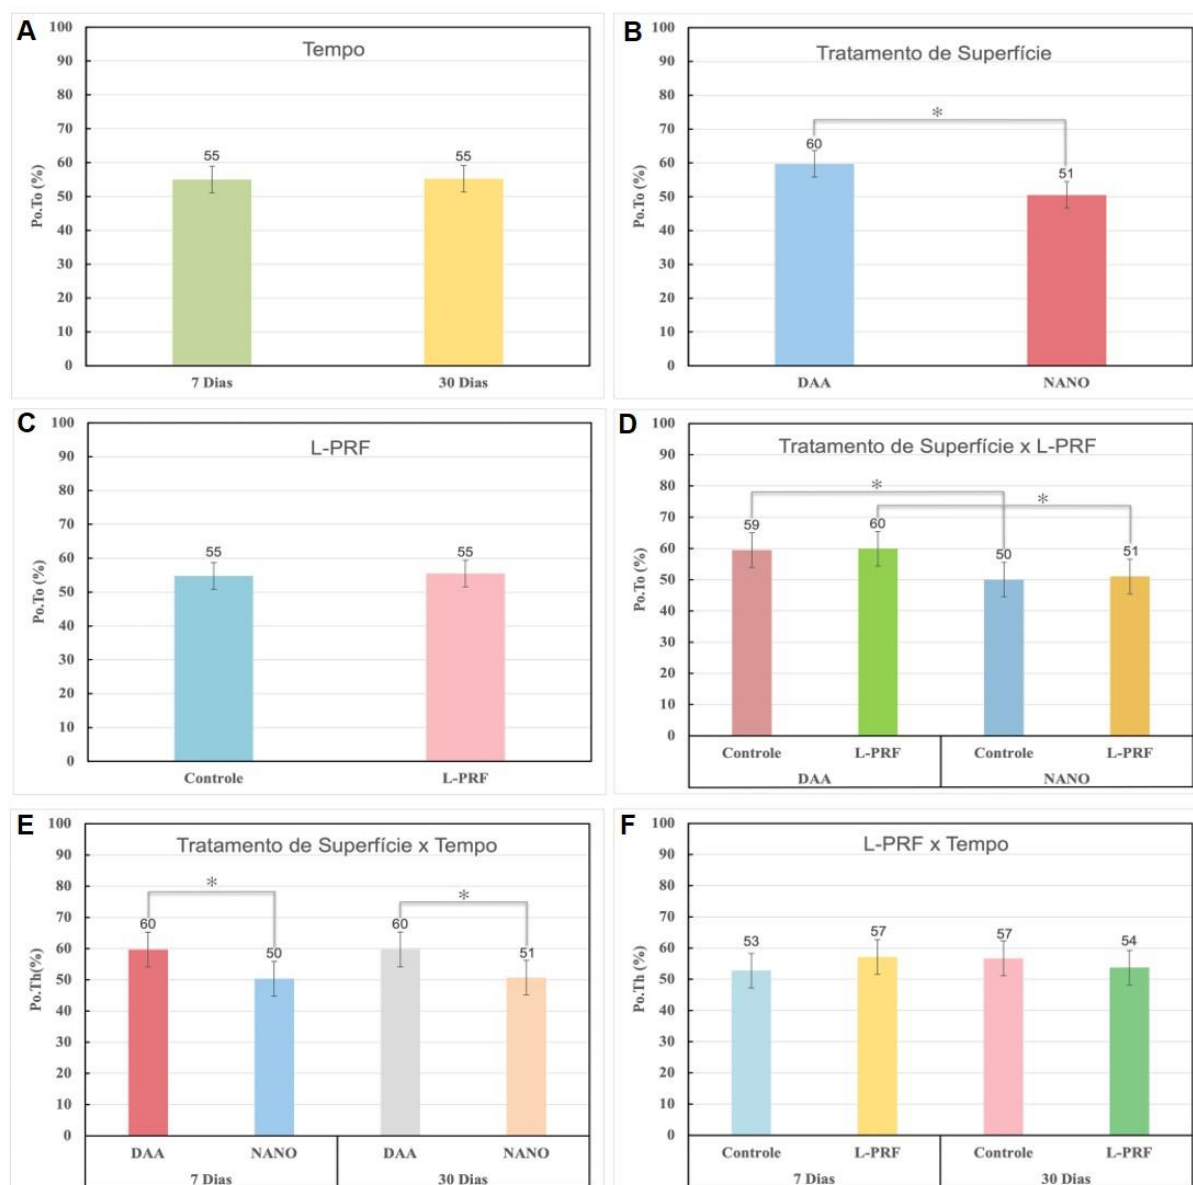 A
Tempo
Po.To (%)
100
90
80
70
60
50
40
30
20
10
0
55
55
7 Dias
30 Dias
B
Tratamento de Superfície
Po.To (%)
100
90
80
70
60
50
40
30
20
10
0
*
60
51
DAA
NANO
C
L-PRF
Po.To (%)
100
90
80
70
60
50
40
30
20
10
0
55
55
Controle
L-PRF
D
Tratamento de Superfície x L-PRF
Po.To (%)
100
90
80
70
60
50
40
30
20
10
0
*
*
59
60
50
51
Controle
L-PRF
Controle
L-PRF
DAA
NANO
E
Tratamento de Superfície x Tempo
Po.Th(%)
100
90
80
70
60
50
40
30
20
10
0
*
*
60
50
60
51
DAA
NANO
DAA
NANO
7 Dias
30 Dias
F
L-PRF x Tempo
Po.Th (%)
100
90
80
70
60
50
40
30
20
10
0
53
57
57
54
Controle
L-PRF
Controle
L-PRF
7 Dias
30 Dias